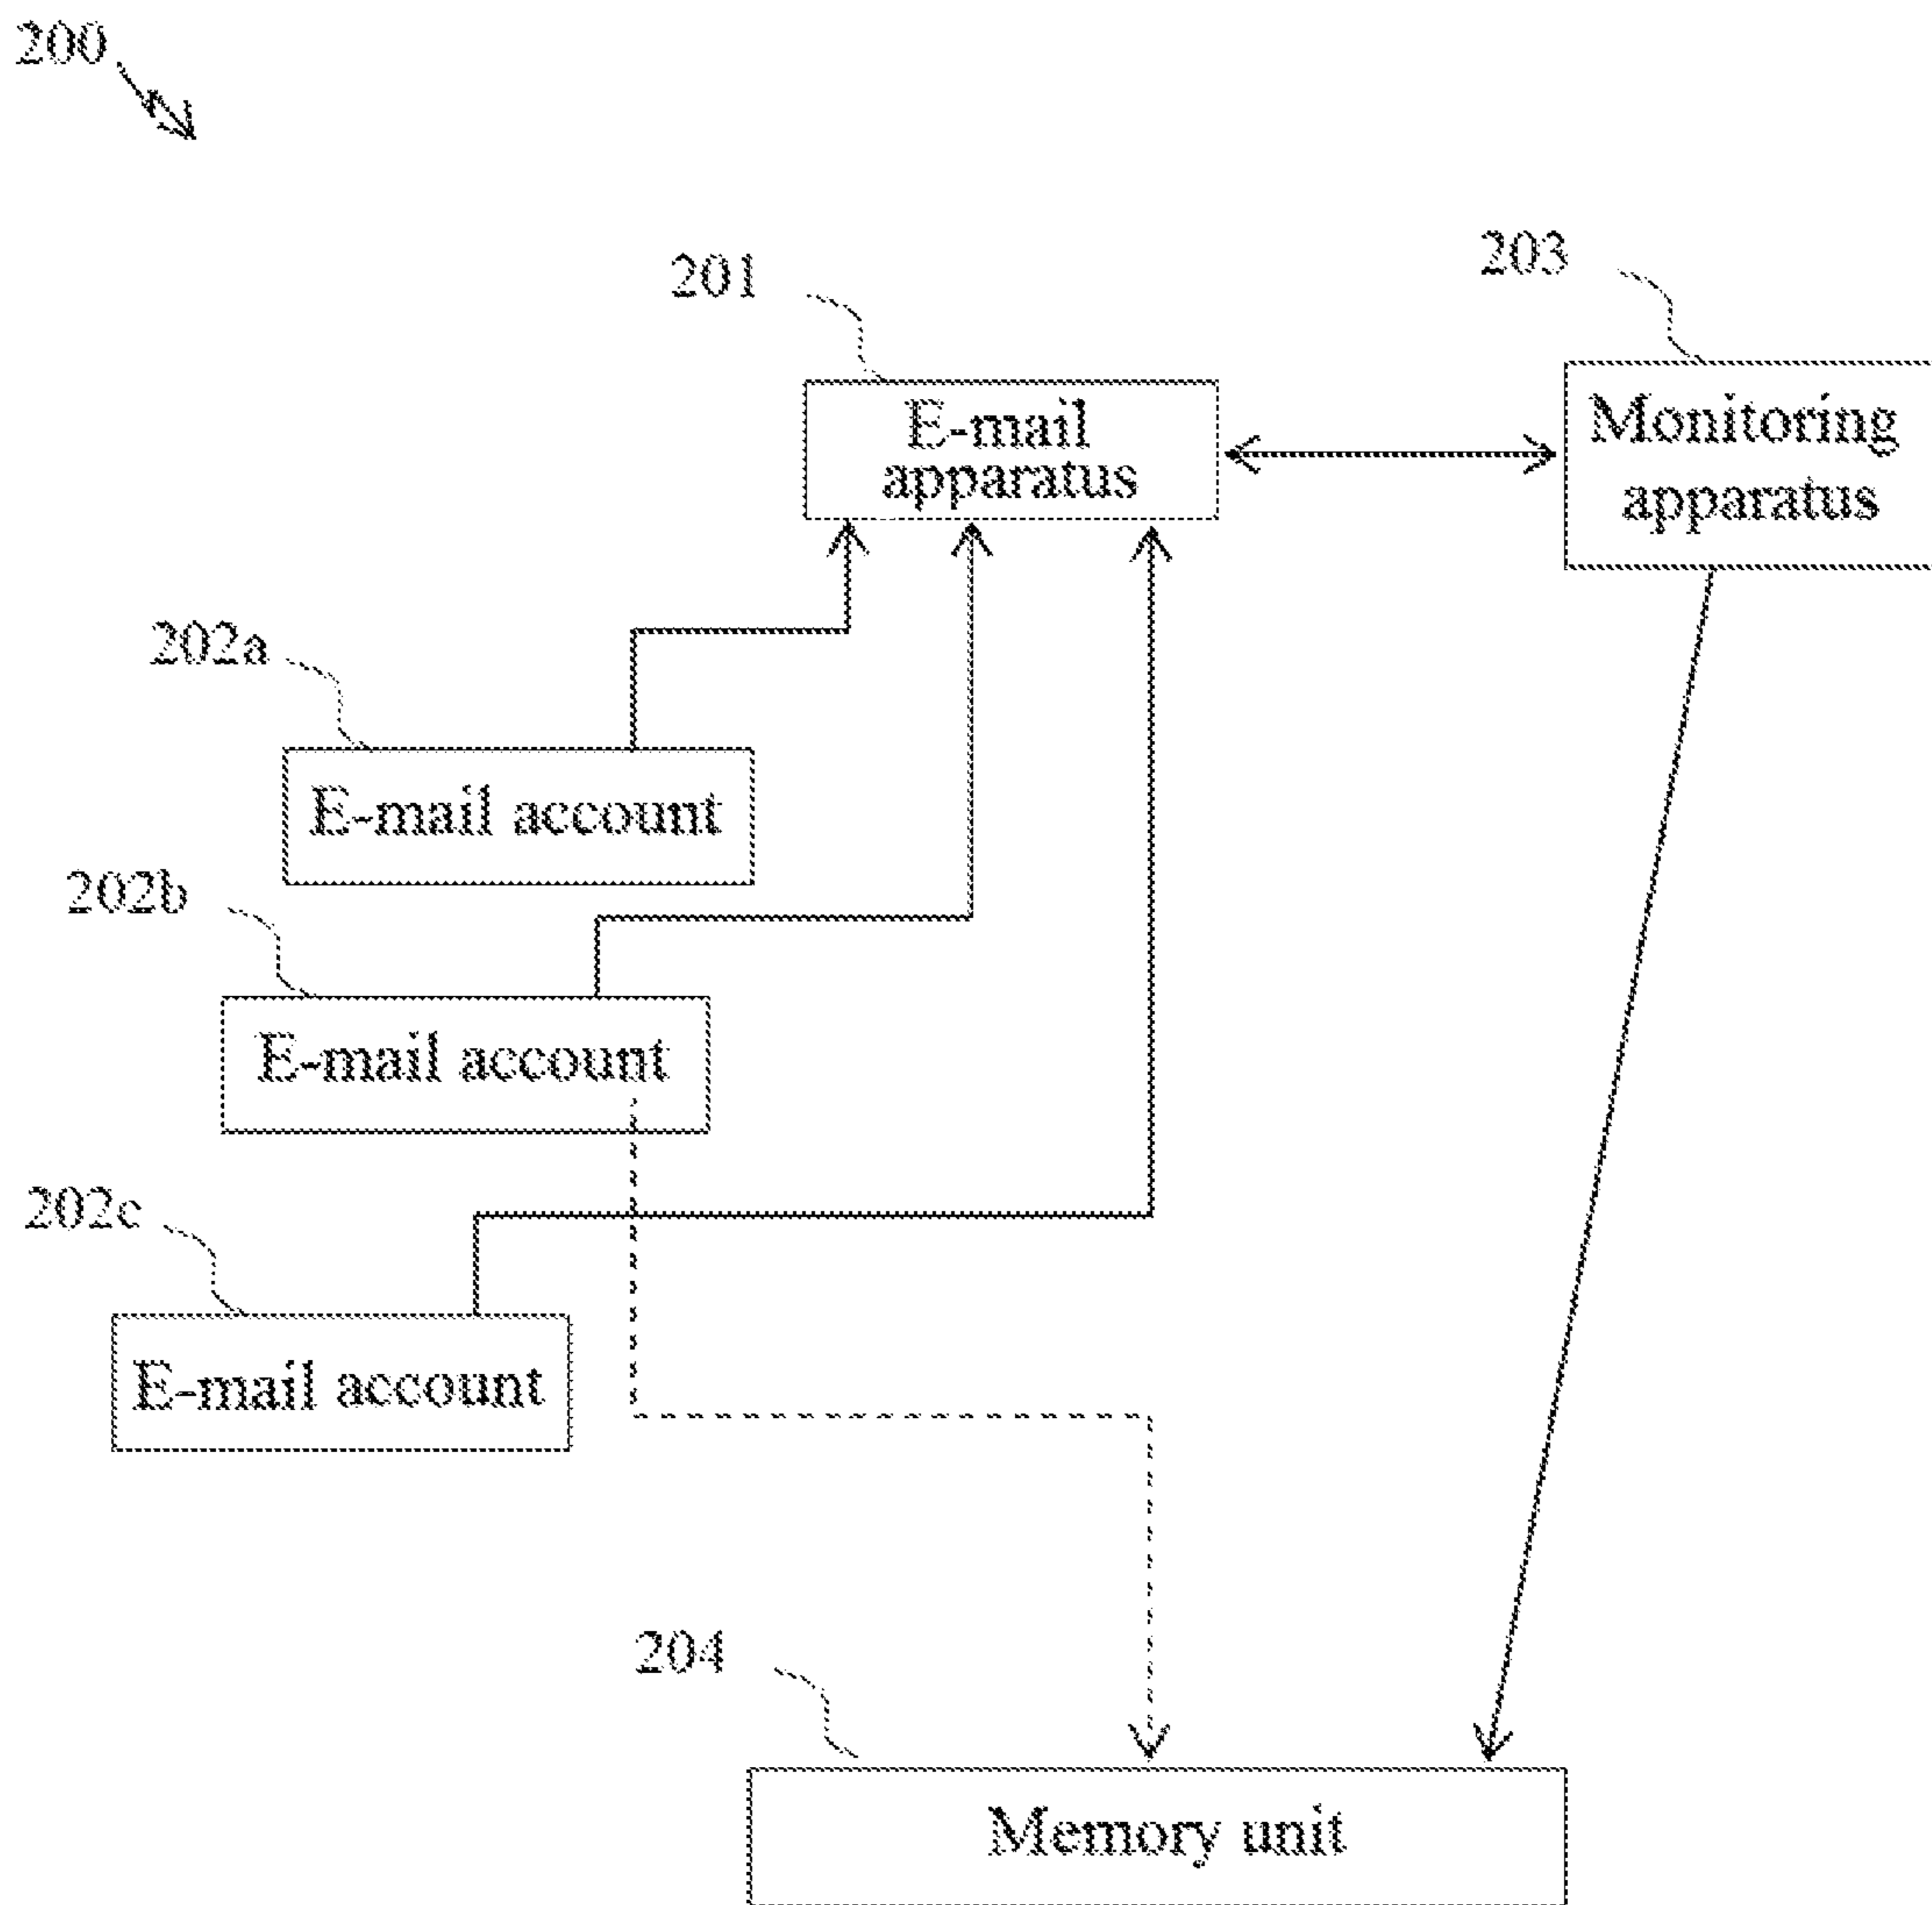 200
201
203
E-mail
apparatus
Monitoring
apparatus
202a
E-mail account
202b
E-mail account
202c
E-mail account
204
Memory unit